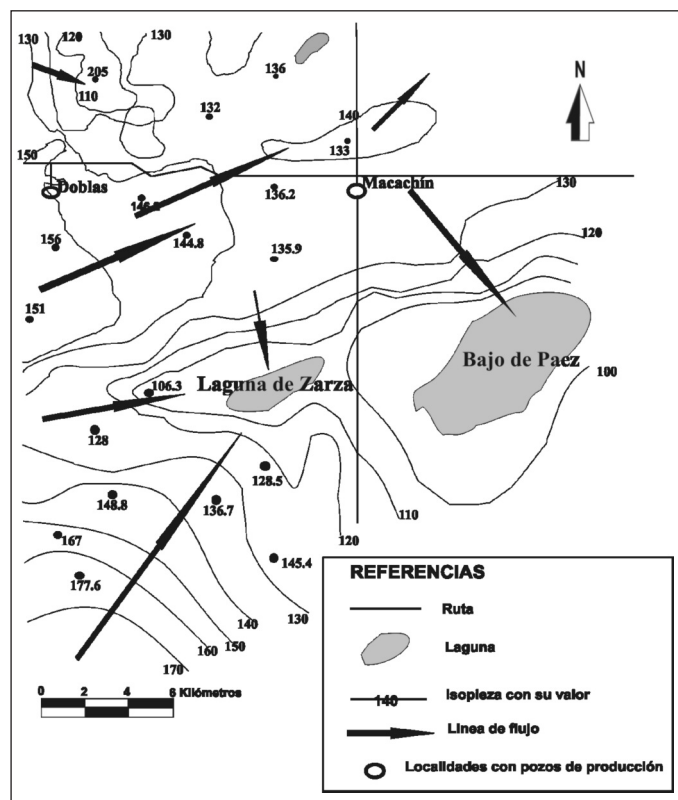 130
120
130
205
110
136
132
140
133
N
150
Doblas
Macachín
136.2
130
156
144.8
135.9
120
151
Bajo de Paez
106.3
Laguna de Zarza
100
128
128.5
148.8
136.7
110
167
120
145.4
177.6
130
140
150
160
170
REFERENCIAS
Ruta
Laguna
140 Isopieza con su valor
Linea de flujo
Localidades con pozos de producción
0 2 4 6 Kilómetros